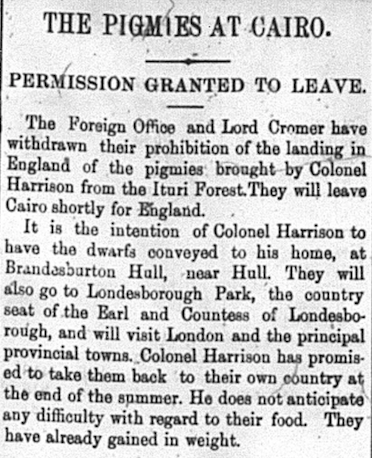 THE PIGMIES AT CAIRO.
PERMISSION GRANTED TO LEAVE.
The Foreign Office and Lord Cromer have
withdrawn their prohibition of the landing in
England of the pigmies brought by Colonel
Harrison from the Ituri Forest. They will leave
Cairo shortly for England.
It is the intention of Colonel Harrison to
have the dwarfs conveyed to his home, at
Brandesburton Hall, near Hull. They will
also go to Londesborough Park, the country
seat of the Earl and Countess of Londesbo-
rough, and will visit London and the principal
provincial towns. Colonel Harrison has promis-
ed to take them back to their own country at
the end of the summer. He does not anticipate
any difficulty with regard to their food. They
have already gained in weight.